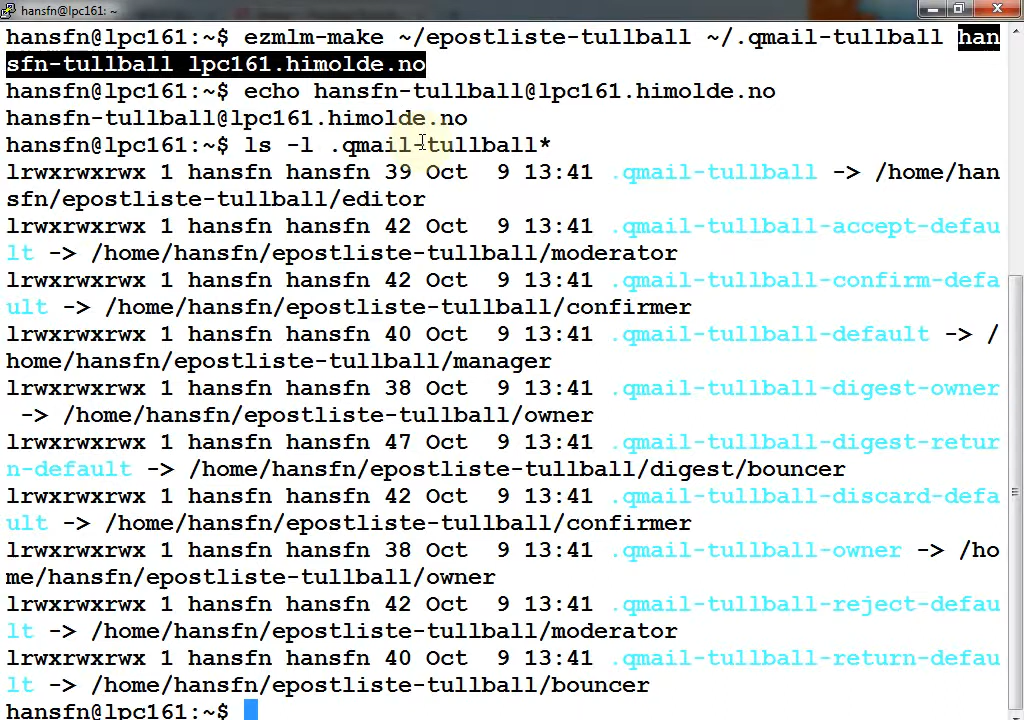 hansfn@lpc161: ~
hansfn@lpc161:~$ ezmlm-make ~/epostliste-tullball ~/.qmail-tullball han
sfn-tullball lpc161.himolde.no
hansfn@lpc161:~$ echo hansfn-tullball@lpc161.himolde.no
hansfn-tullball@lpc161.himolde.no
hansfn@lpc161:~$ ls -l .qmail-tullball*
lrwxrwxrwx 1 hansfn hansfn 39 Oct  9 13:41 .qmail-tullball -> /home/han
sfn/epostliste-tullball/editor
lrwxrwxrwx 1 hansfn hansfn 42 Oct  9 13:41 .qmail-tullball-accept-defau
lt -> /home/hansfn/epostliste-tullball/moderator
lrwxrwxrwx 1 hansfn hansfn 42 Oct  9 13:41 .qmail-tullball-confirm-defa
ult -> /home/hansfn/epostliste-tullball/confirmer
lrwxrwxrwx 1 hansfn hansfn 40 Oct  9 13:41 .qmail-tullball-default -> /
home/hansfn/epostliste-tullball/manager
lrwxrwxrwx 1 hansfn hansfn 38 Oct  9 13:41 .qmail-tullball-digest-owner
 -> /home/hansfn/epostliste-tullball/owner
lrwxrwxrwx 1 hansfn hansfn 47 Oct  9 13:41 .qmail-tullball-digest-retur
n-default -> /home/hansfn/epostliste-tullball/digest/bouncer
lrwxrwxrwx 1 hansfn hansfn 42 Oct  9 13:41 .qmail-tullball-discard-defa
ult -> /home/hansfn/epostliste-tullball/confirmer
lrwxrwxrwx 1 hansfn hansfn 38 Oct  9 13:41 .qmail-tullball-owner -> /ho
me/hansfn/epostliste-tullball/owner
lrwxrwxrwx 1 hansfn hansfn 42 Oct  9 13:41 .qmail-tullball-reject-defau
lt -> /home/hansfn/epostliste-tullball/moderator
lrwxrwxrwx 1 hansfn hansfn 40 Oct  9 13:41 .qmail-tullball-return-defau
lt -> /home/hansfn/epostliste-tullball/bouncer
hansfn@lpc161:~$